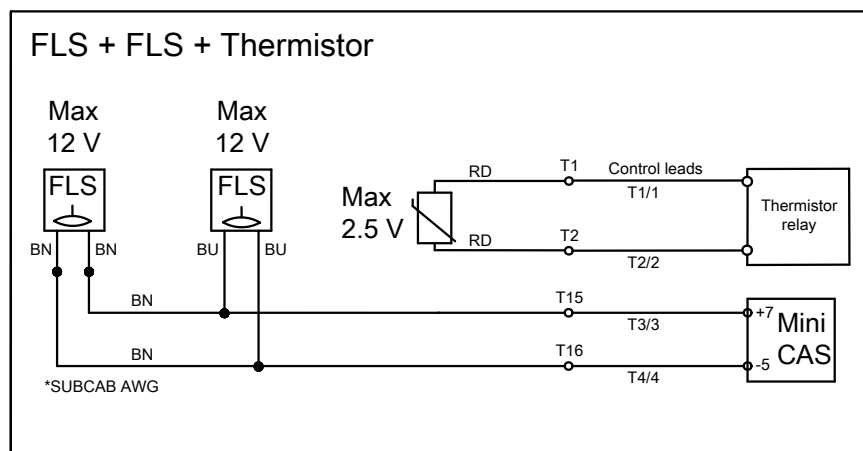 FLS + FLS + Thermistor
Max
12 V
Max
12 V
FLS
FLS
Max
2.5 V
RD
T1
Control leads
T1/1
Thermistor
relay
RD
T2
T2/2
BN
BN
BU
BU
BN
T15
T3/3
+7
Mini
CAS
BN
T16
T4/4
-5
*SUBCAB AWG